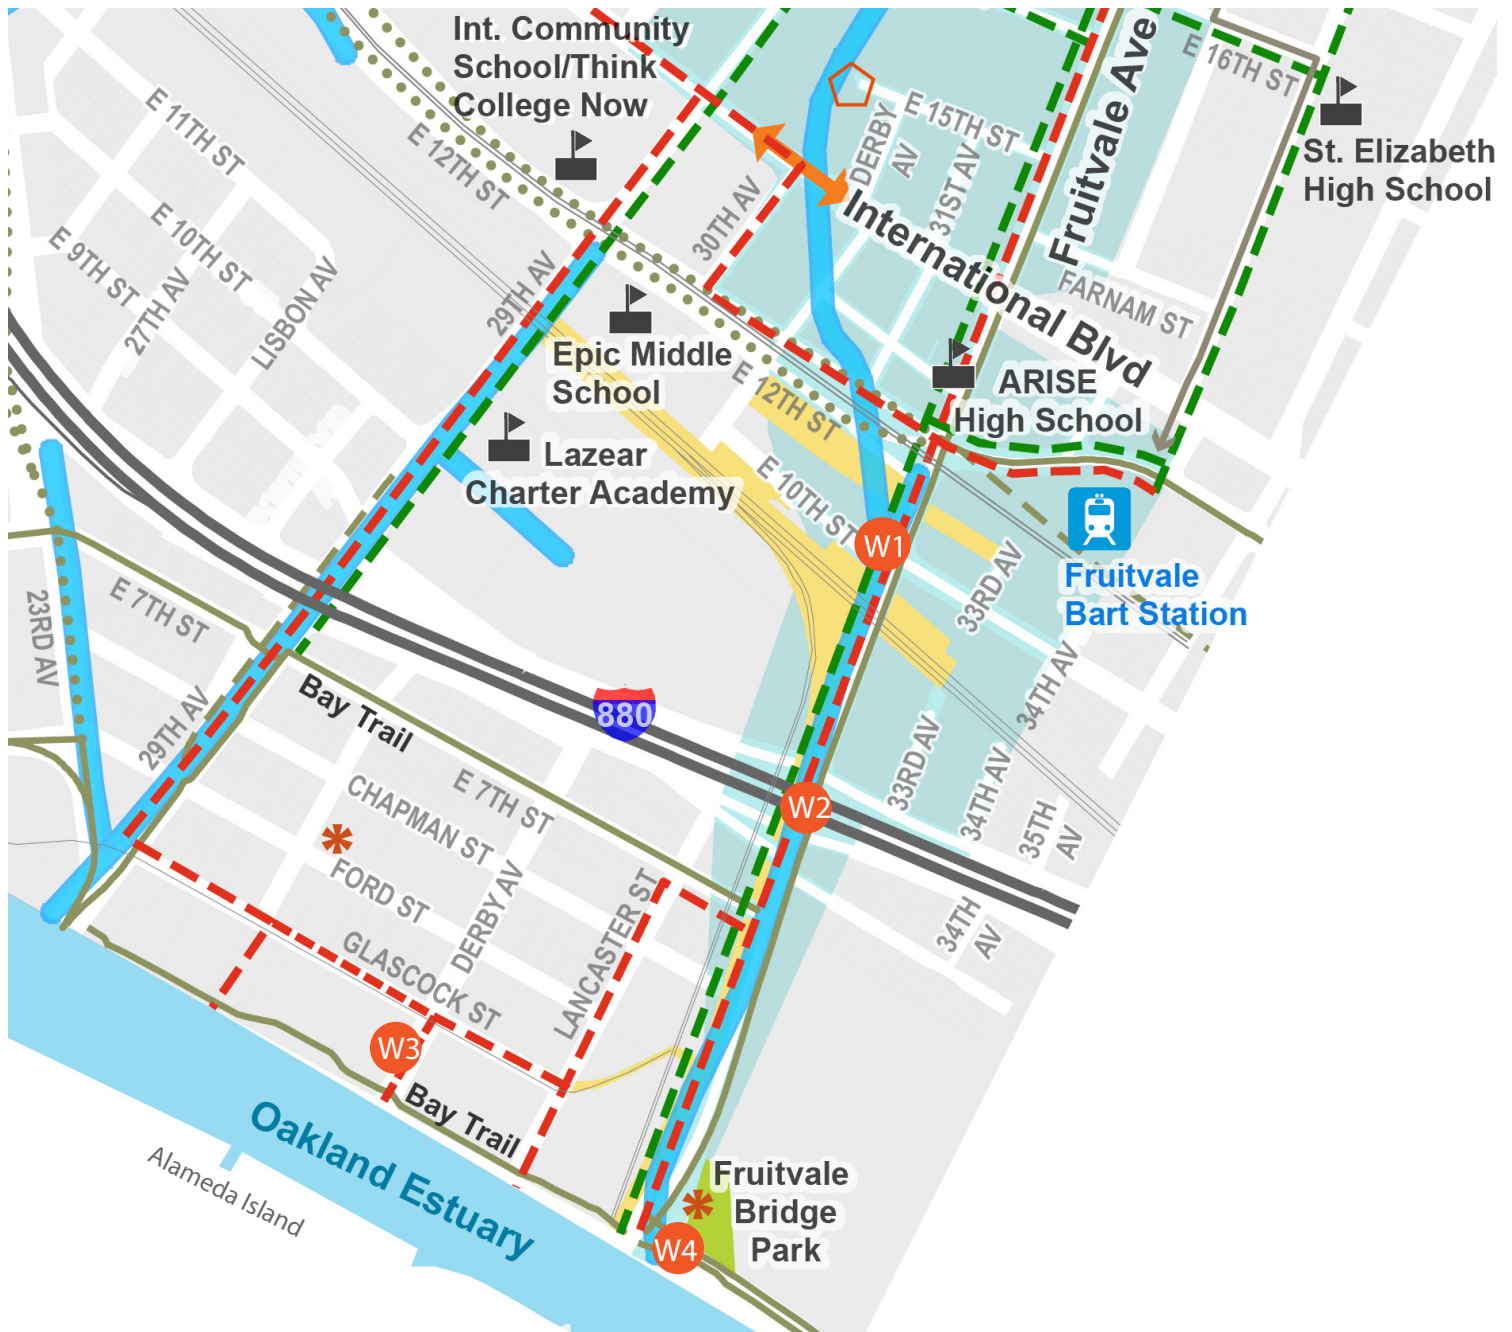 Int. Community
School/Think
College Now
Fruitvale Ave
E 16TH ST
E 11TH ST
E 12TH ST
DERBY
AV
E 15TH ST
31ST AV
St. Elizabeth
High School
E 10TH ST
E 9TH ST
27TH AV
LISBON AV
29TH AV
30TH AV
International Blvd
FARNAM ST
Epic Middle
School
E 12TH ST
ARISE
High School
Lazear
Charter Academy
E 10TH ST
W1
33RD AV
Fruitvale
Bart Station
23RD AV
E 7TH ST
29TH AV
Bay Trail
880
34TH AV
33RD AV
34TH AV
35TH
AV
E 7TH ST
W2
CHAPMAN ST
FORD ST
DERBY AV
LANCASTER ST
34TH
AV
GLASCOCK ST
W3
Bay Trail
Oakland Estuary
Alameda Island
Fruitvale
Bridge
Park
W4